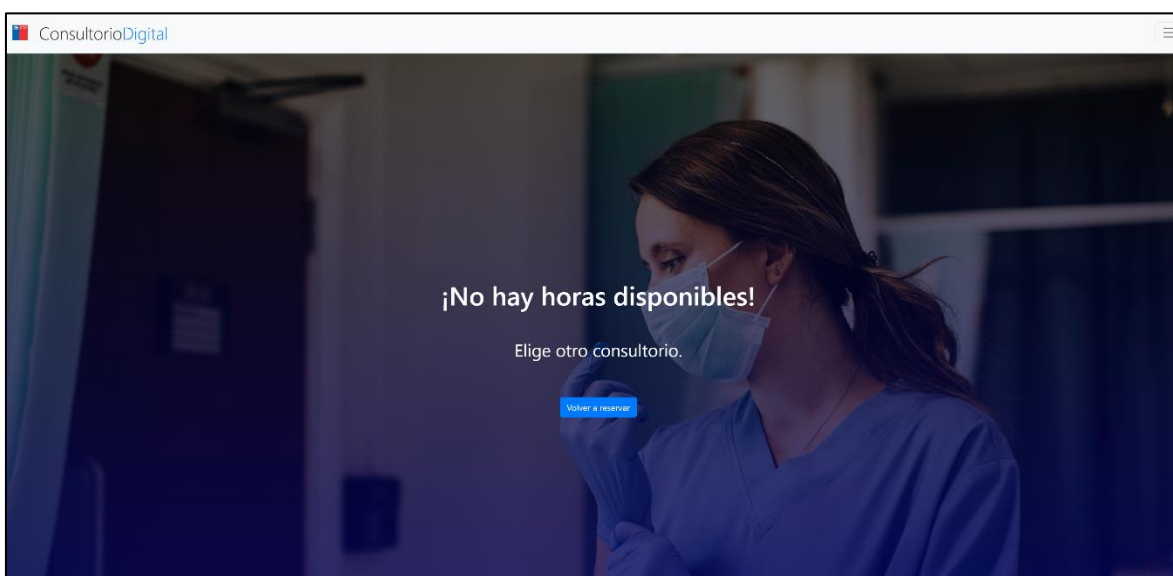 ConsultorioDigital
¡No hay horas disponibles!
Elige otro consultorio.
Volver a reservar